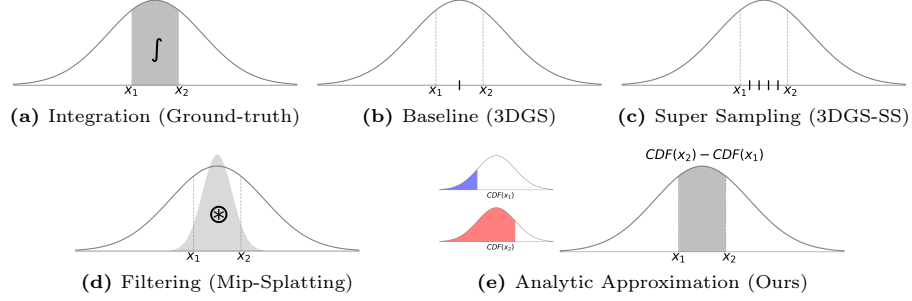 ∫
x₁ x₂
x₁ x₂
x₁ x₂
(a) Integration (Ground-truth)
(b) Baseline (3DGS)
(c) Super Sampling (3DGS-SS)
⊛
x₁ x₂
(d) Filtering (Mip-Splatting)
CDF(x₁)
CDF(x₂)
CDF(x₂) − CDF(x₁)
x₁ x₂
(e) Analytic Approximation (Ours)